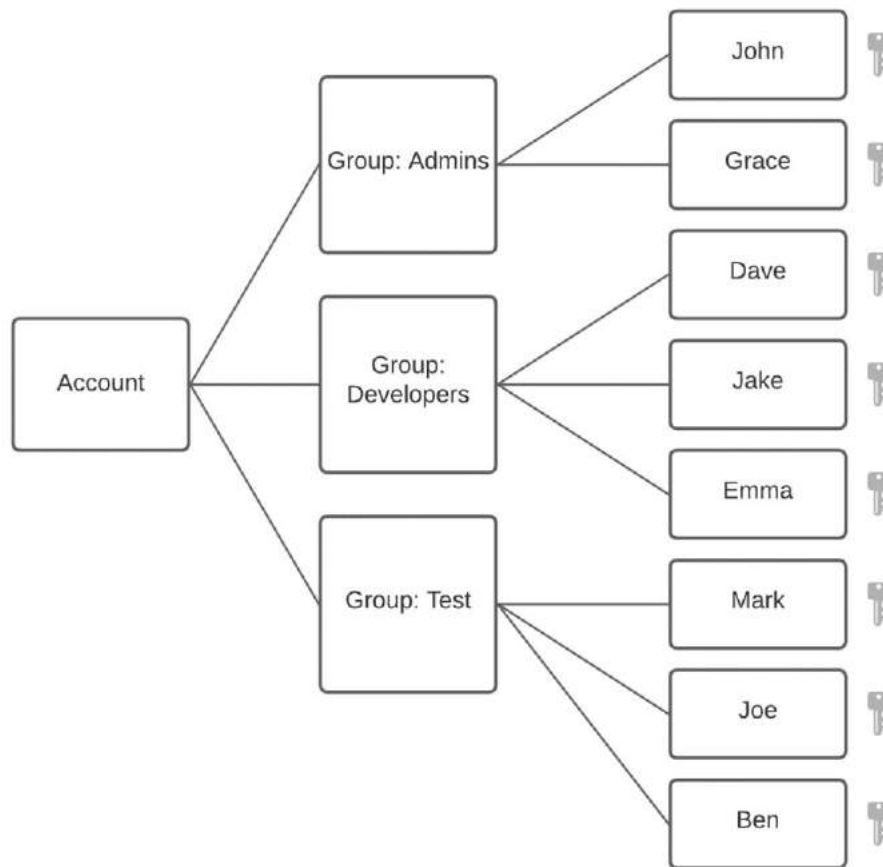 Account
Group: Admins
Group:
Developers
Group: Test
John
Grace
Dave
Jake
Emma
Mark
Joe
Ben